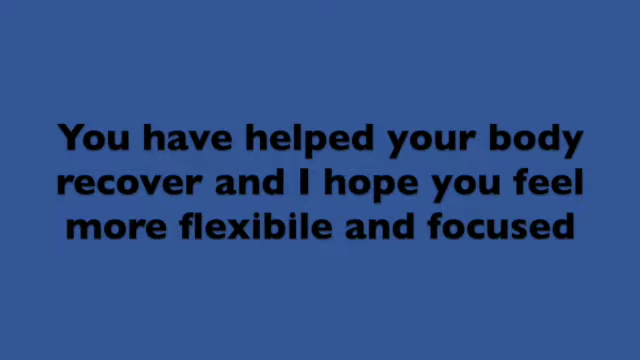 You have helped your body
recover and I hope you feel
more flexibile and focused